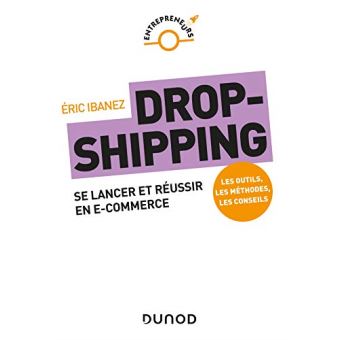 ENTREPRENEURS
ÉRIC IBANEZ
DROP-
SHIPPING
SE LANCER ET RÉUSSIR
EN E-COMMERCE
LES OUTILS,
LES MÉTHODES,
LES CONSEILS
DUNOD